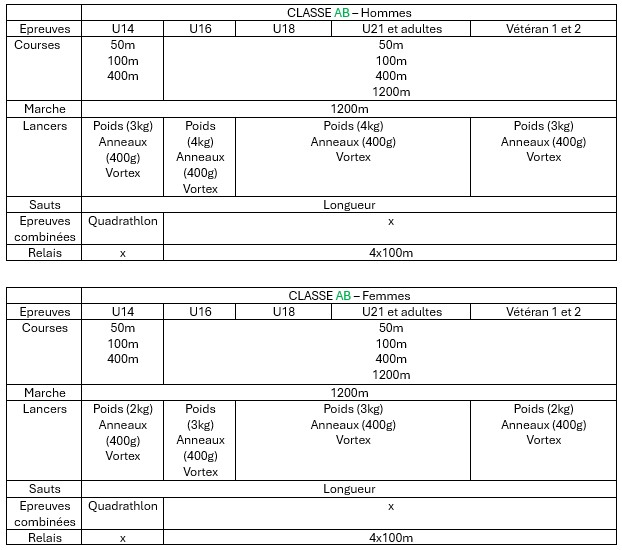 CLASSE AB – Hommes
Epreuves U14 U16 U18 U21 et adultes Vétéran 1 et 2
Courses 50m 50m
100m 100m
400m 400m
1200m
Marche 1200m
Lancers Poids (3kg) Poids Poids (4kg) Poids (3kg)
Anneaux (4kg) Anneaux (400g) Anneaux (400g)
(400g) Anneaux Vortex Vortex
Vortex (400g)
Vortex
Sauts Longueur
Epreuves Quadrathlon x
combinées
Relais x 4x100m
CLASSE AB – Femmes
Epreuves U14 U16 U18 U21 et adultes Vétéran 1 et 2
Courses 50m 50m
100m 100m
400m 400m
1200m
Marche 1200m
Lancers Poids (2kg) Poids Poids (3kg) Poids (2kg)
Anneaux (3kg) Anneaux (400g) Anneaux (400g)
(400g) Anneaux Vortex Vortex
Vortex (400g)
Vortex
Sauts Longueur
Epreuves Quadrathlon x
combinées
Relais x 4x100m